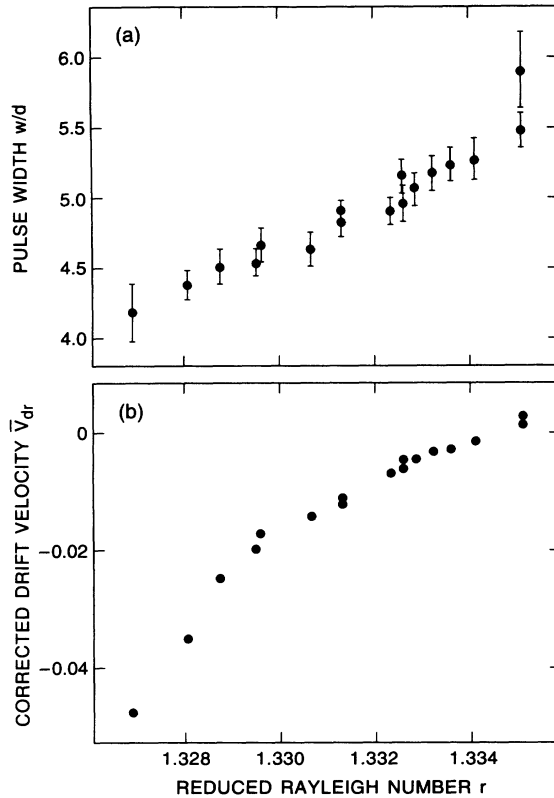 (a)
6.0
5.5
5.0
4.5
4.0
PULSE WIDTH w/d
(b)
0
−0.02
−0.04
CORRECTED DRIFT VELOCITY V̅dr
1.328 1.330 1.332 1.334
REDUCED RAYLEIGH NUMBER r